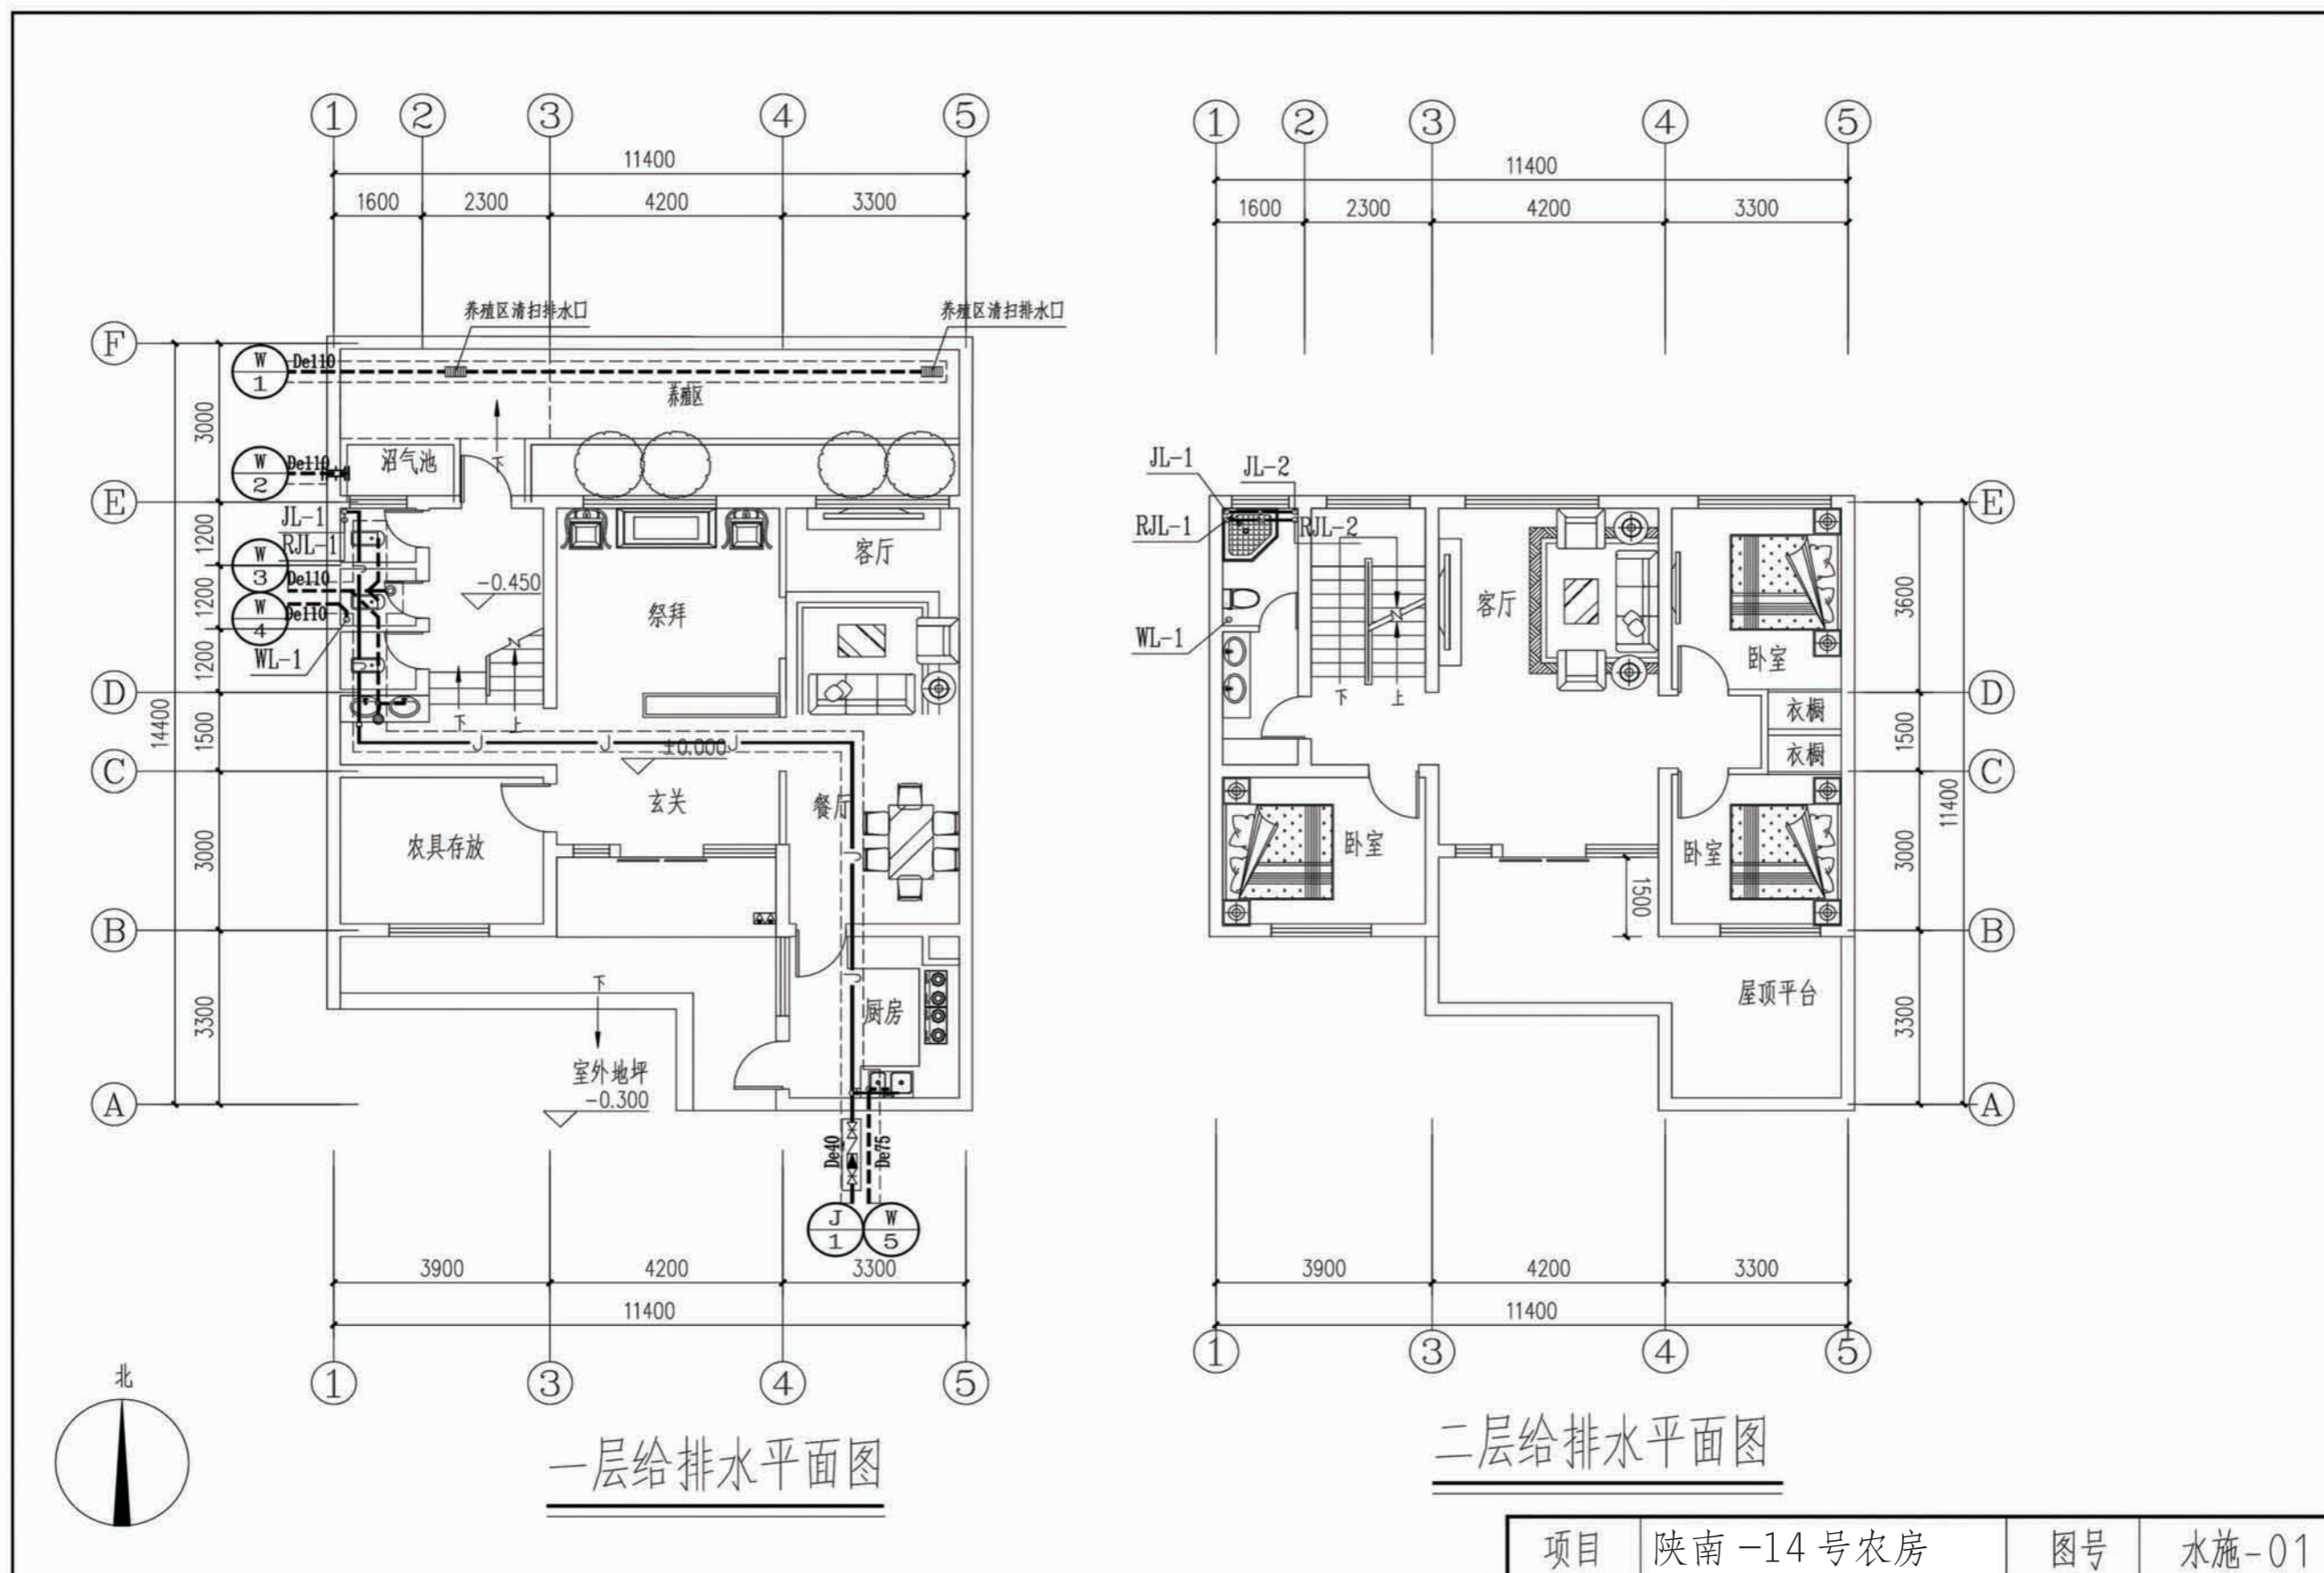 ① ② ③ ④ ⑤
11400
1600 2300 4200 3300
养殖区清扫排水口 养殖区清扫排水口
Ⓕ
W
1
De110
养殖区
3000
W
2
De110
沼气池
下
Ⓔ
JL-1
RJL-1
客厅
1200
W
3
De110
-0.450
1200
W
4
De110
祭拜
WL-1
1200
Ⓓ
下 上
14400
1500
±0.000
Ⓒ
玄关
餐厅
农具存放
3000
Ⓑ
下
3300
厨房
室外地坪
-0.300
Ⓐ
De40
De75
J
1
W
5
3900 4200 3300
11400
① ③ ④ ⑤
北
一层给排水平面图
① ② ③ ④ ⑤
11400
1600 2300 4200 3300
JL-1
JL-2
Ⓔ
RJL-1
RJL-2
客厅
3600
WL-1
卧室
下 上
Ⓓ
衣橱
1500
衣橱
Ⓒ
11400
卧室
卧室
3000
1500
Ⓑ
屋顶平台
3300
Ⓐ
3900 4200 3300
11400
① ③ ④ ⑤
二层给排水平面图
项目 陕南-14号农房 图号 水施-01